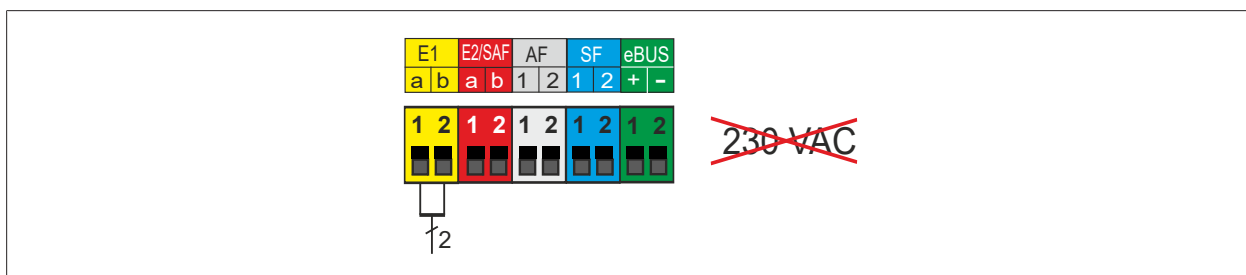 E1 E2/SAF AF SF eBUS
a b a b 1 2 1 2 + -
1 2 1 2 1 2 1 2 1 2
230 VAC
2